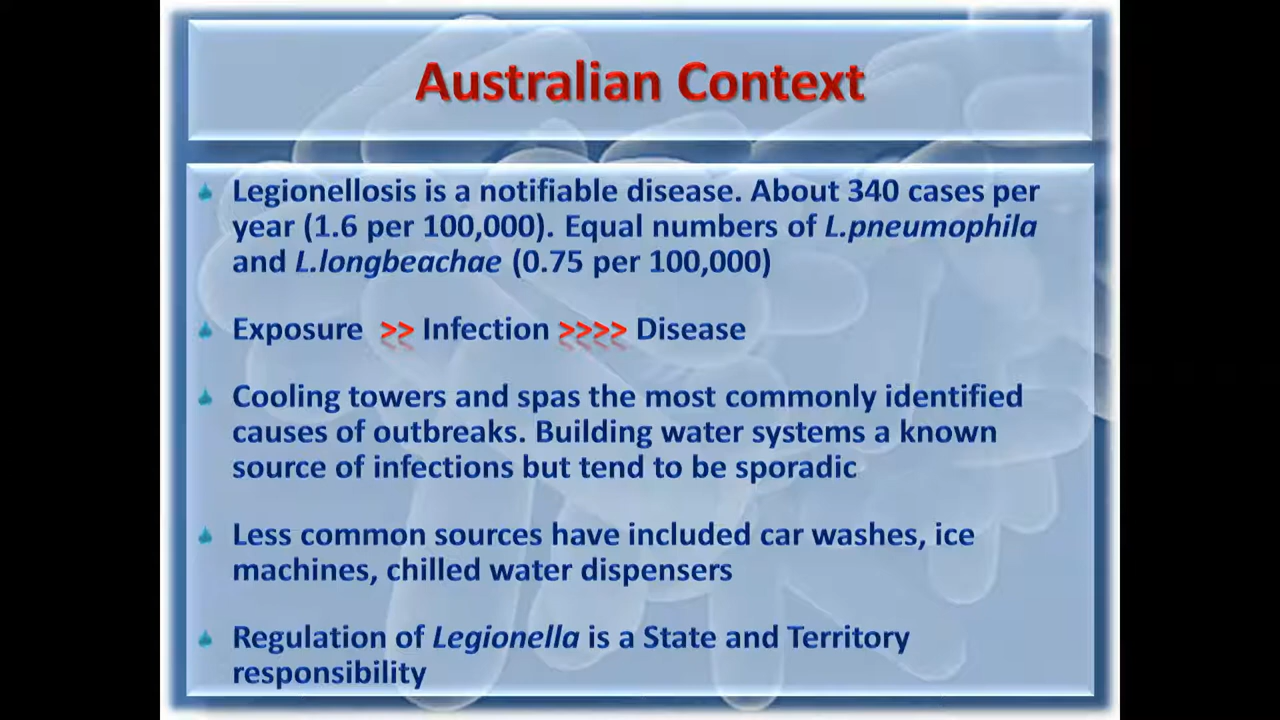 Australian Context
Legionellosis is a notifiable disease. About 340 cases per
year (1.6 per 100,000). Equal numbers of L.pneumophila
and L.longbeachae (0.75 per 100,000)
Exposure >> Infection >>>> Disease
Cooling towers and spas the most commonly identified
causes of outbreaks. Building water systems a known
source of infections but tend to be sporadic
Less common sources have included car washes, ice
machines, chilled water dispensers
Regulation of Legionella is a State and Territory
responsibility